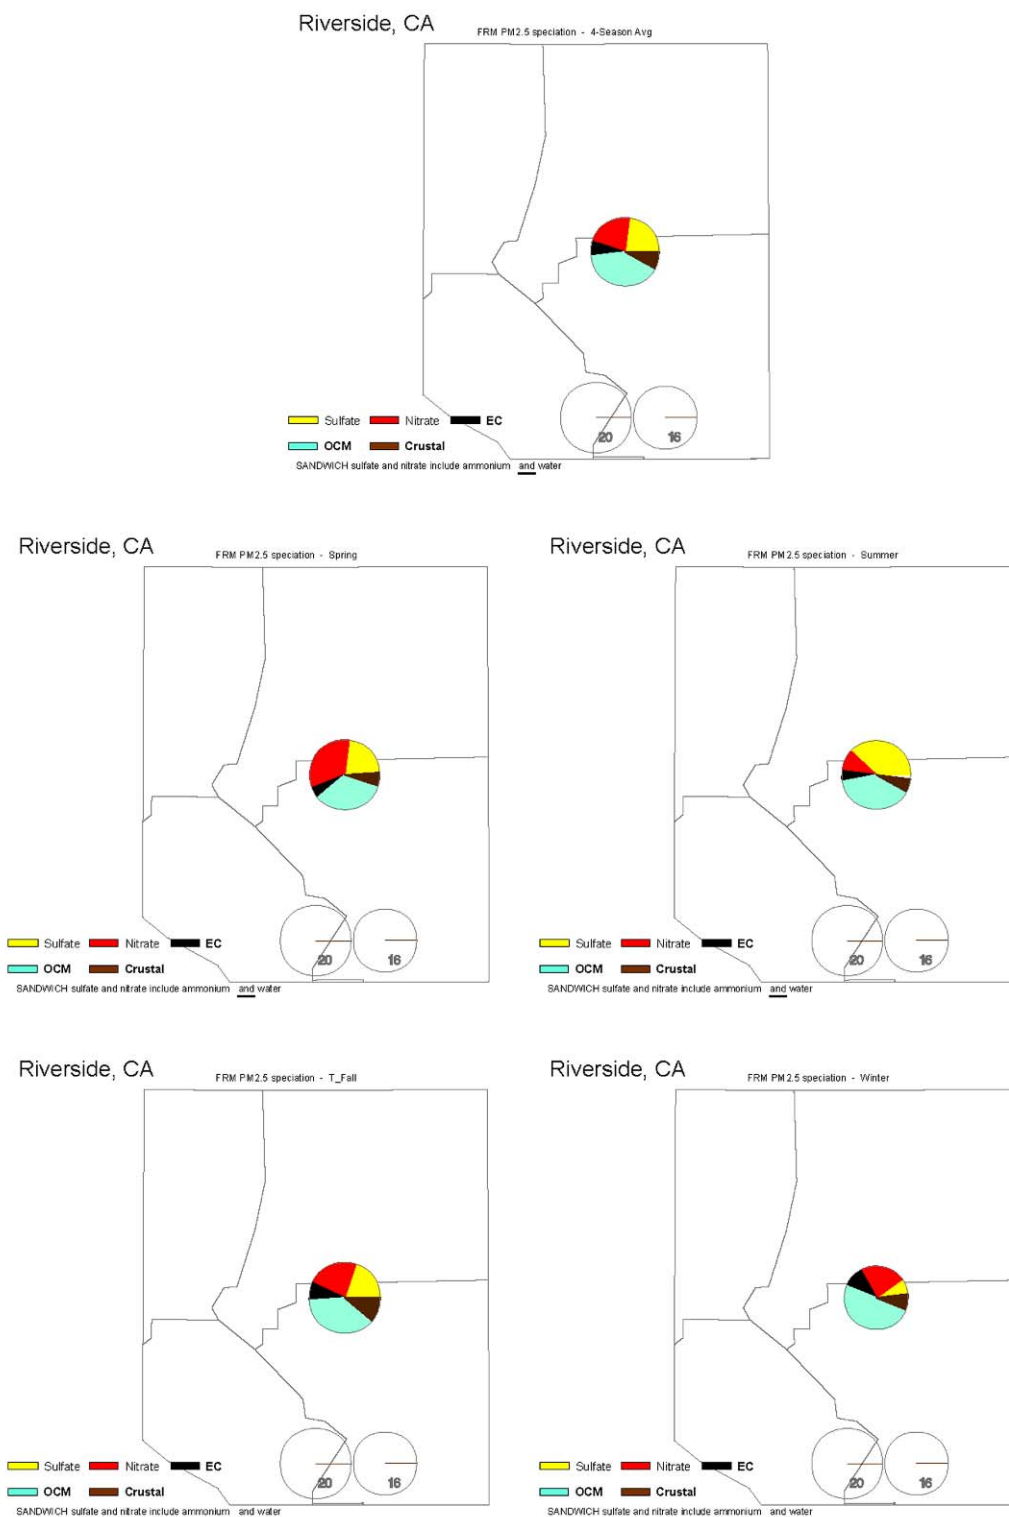 Riverside, CA
FRM PM2.5 speciation - 4-Season Avg
20 16
Sulfate Nitrate EC
OCM Crustal
SANDWICH sulfate and nitrate include ammonium and water
Riverside, CA
FRM PM2.5 speciation - Spring
20 16
Sulfate Nitrate EC
OCM Crustal
SANDWICH sulfate and nitrate include ammonium and water
Riverside, CA
FRM PM2.5 speciation - Summer
20 16
Sulfate Nitrate EC
OCM Crustal
SANDWICH sulfate and nitrate include ammonium and water
Riverside, CA
FRM PM2.5 speciation - T_Fall
20 16
Sulfate Nitrate EC
OCM Crustal
SANDWICH sulfate and nitrate include ammonium and water
Riverside, CA
FRM PM2.5 speciation - Winter
20 16
Sulfate Nitrate EC
OCM Crustal
SANDWICH sulfate and nitrate include ammonium and water